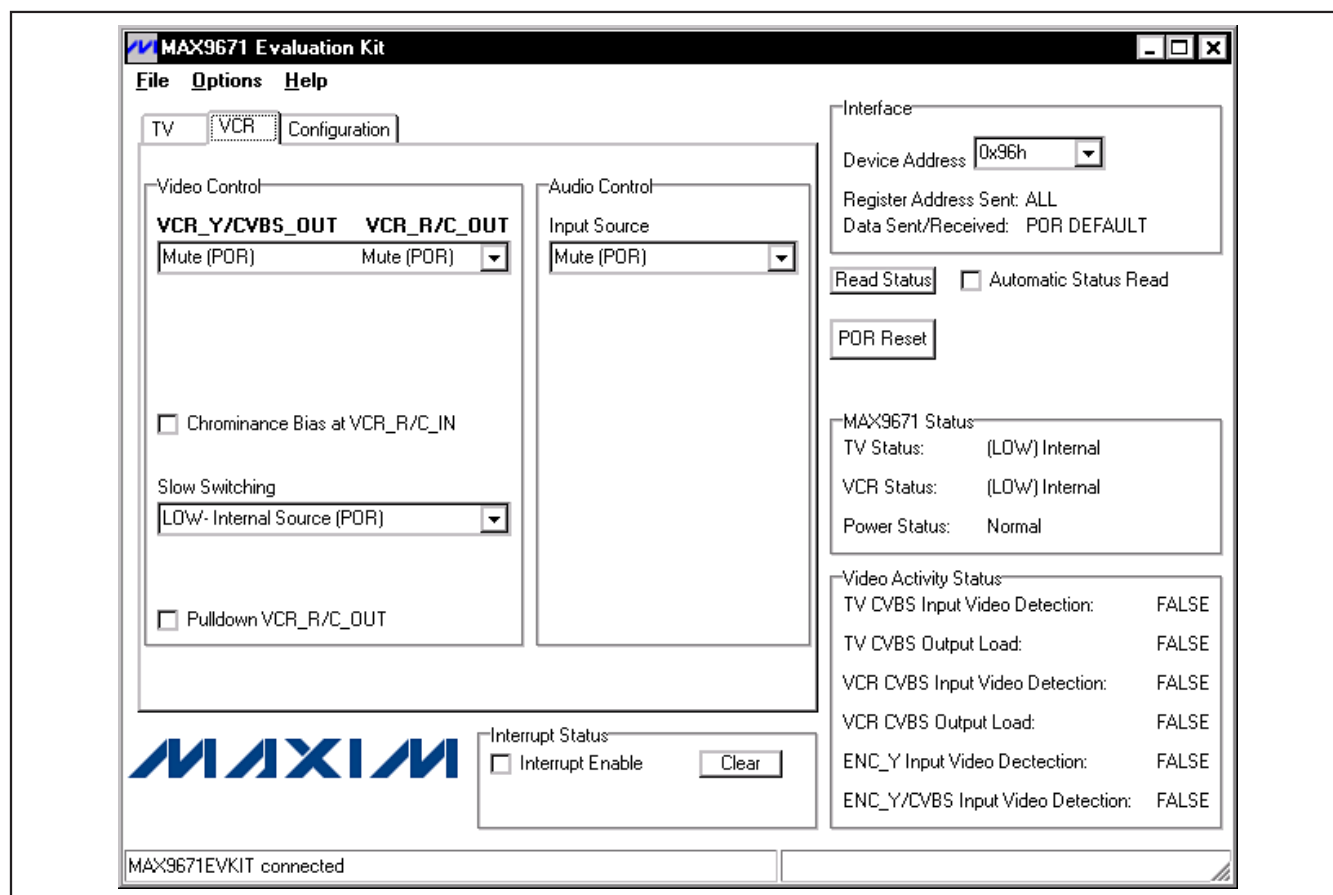 MAX9671 Evaluation Kit
File Options Help
TV VCR Configuration
Video Control
VCR_Y/CVBS_OUT VCR_R/C_OUT
Mute (POR) Mute (POR)
Chrominance Bias at VCR_R/C_IN
Slow Switching
LOW- Internal Source (POR)
Pulldown VCR_R/C_OUT
Audio Control
Input Source
Mute (POR)
Interface
Device Address 0x96h
Register Address Sent: ALL
Data Sent/Received: POR DEFAULT
Read Status Automatic Status Read
POR Reset
MAX9671 Status
TV Status: (LOW) Internal
VCR Status: (LOW) Internal
Power Status: Normal
Video Activity Status
TV CVBS Input Video Detection: FALSE
TV CVBS Output Load: FALSE
VCR CVBS Input Video Detection: FALSE
VCR CVBS Output Load: FALSE
ENC_Y Input Video Dectection: FALSE
ENC_Y/CVBS Input Video Detection: FALSE
MAXIM
Interrupt Status
Interrupt Enable Clear
MAX9671EVKIT connected